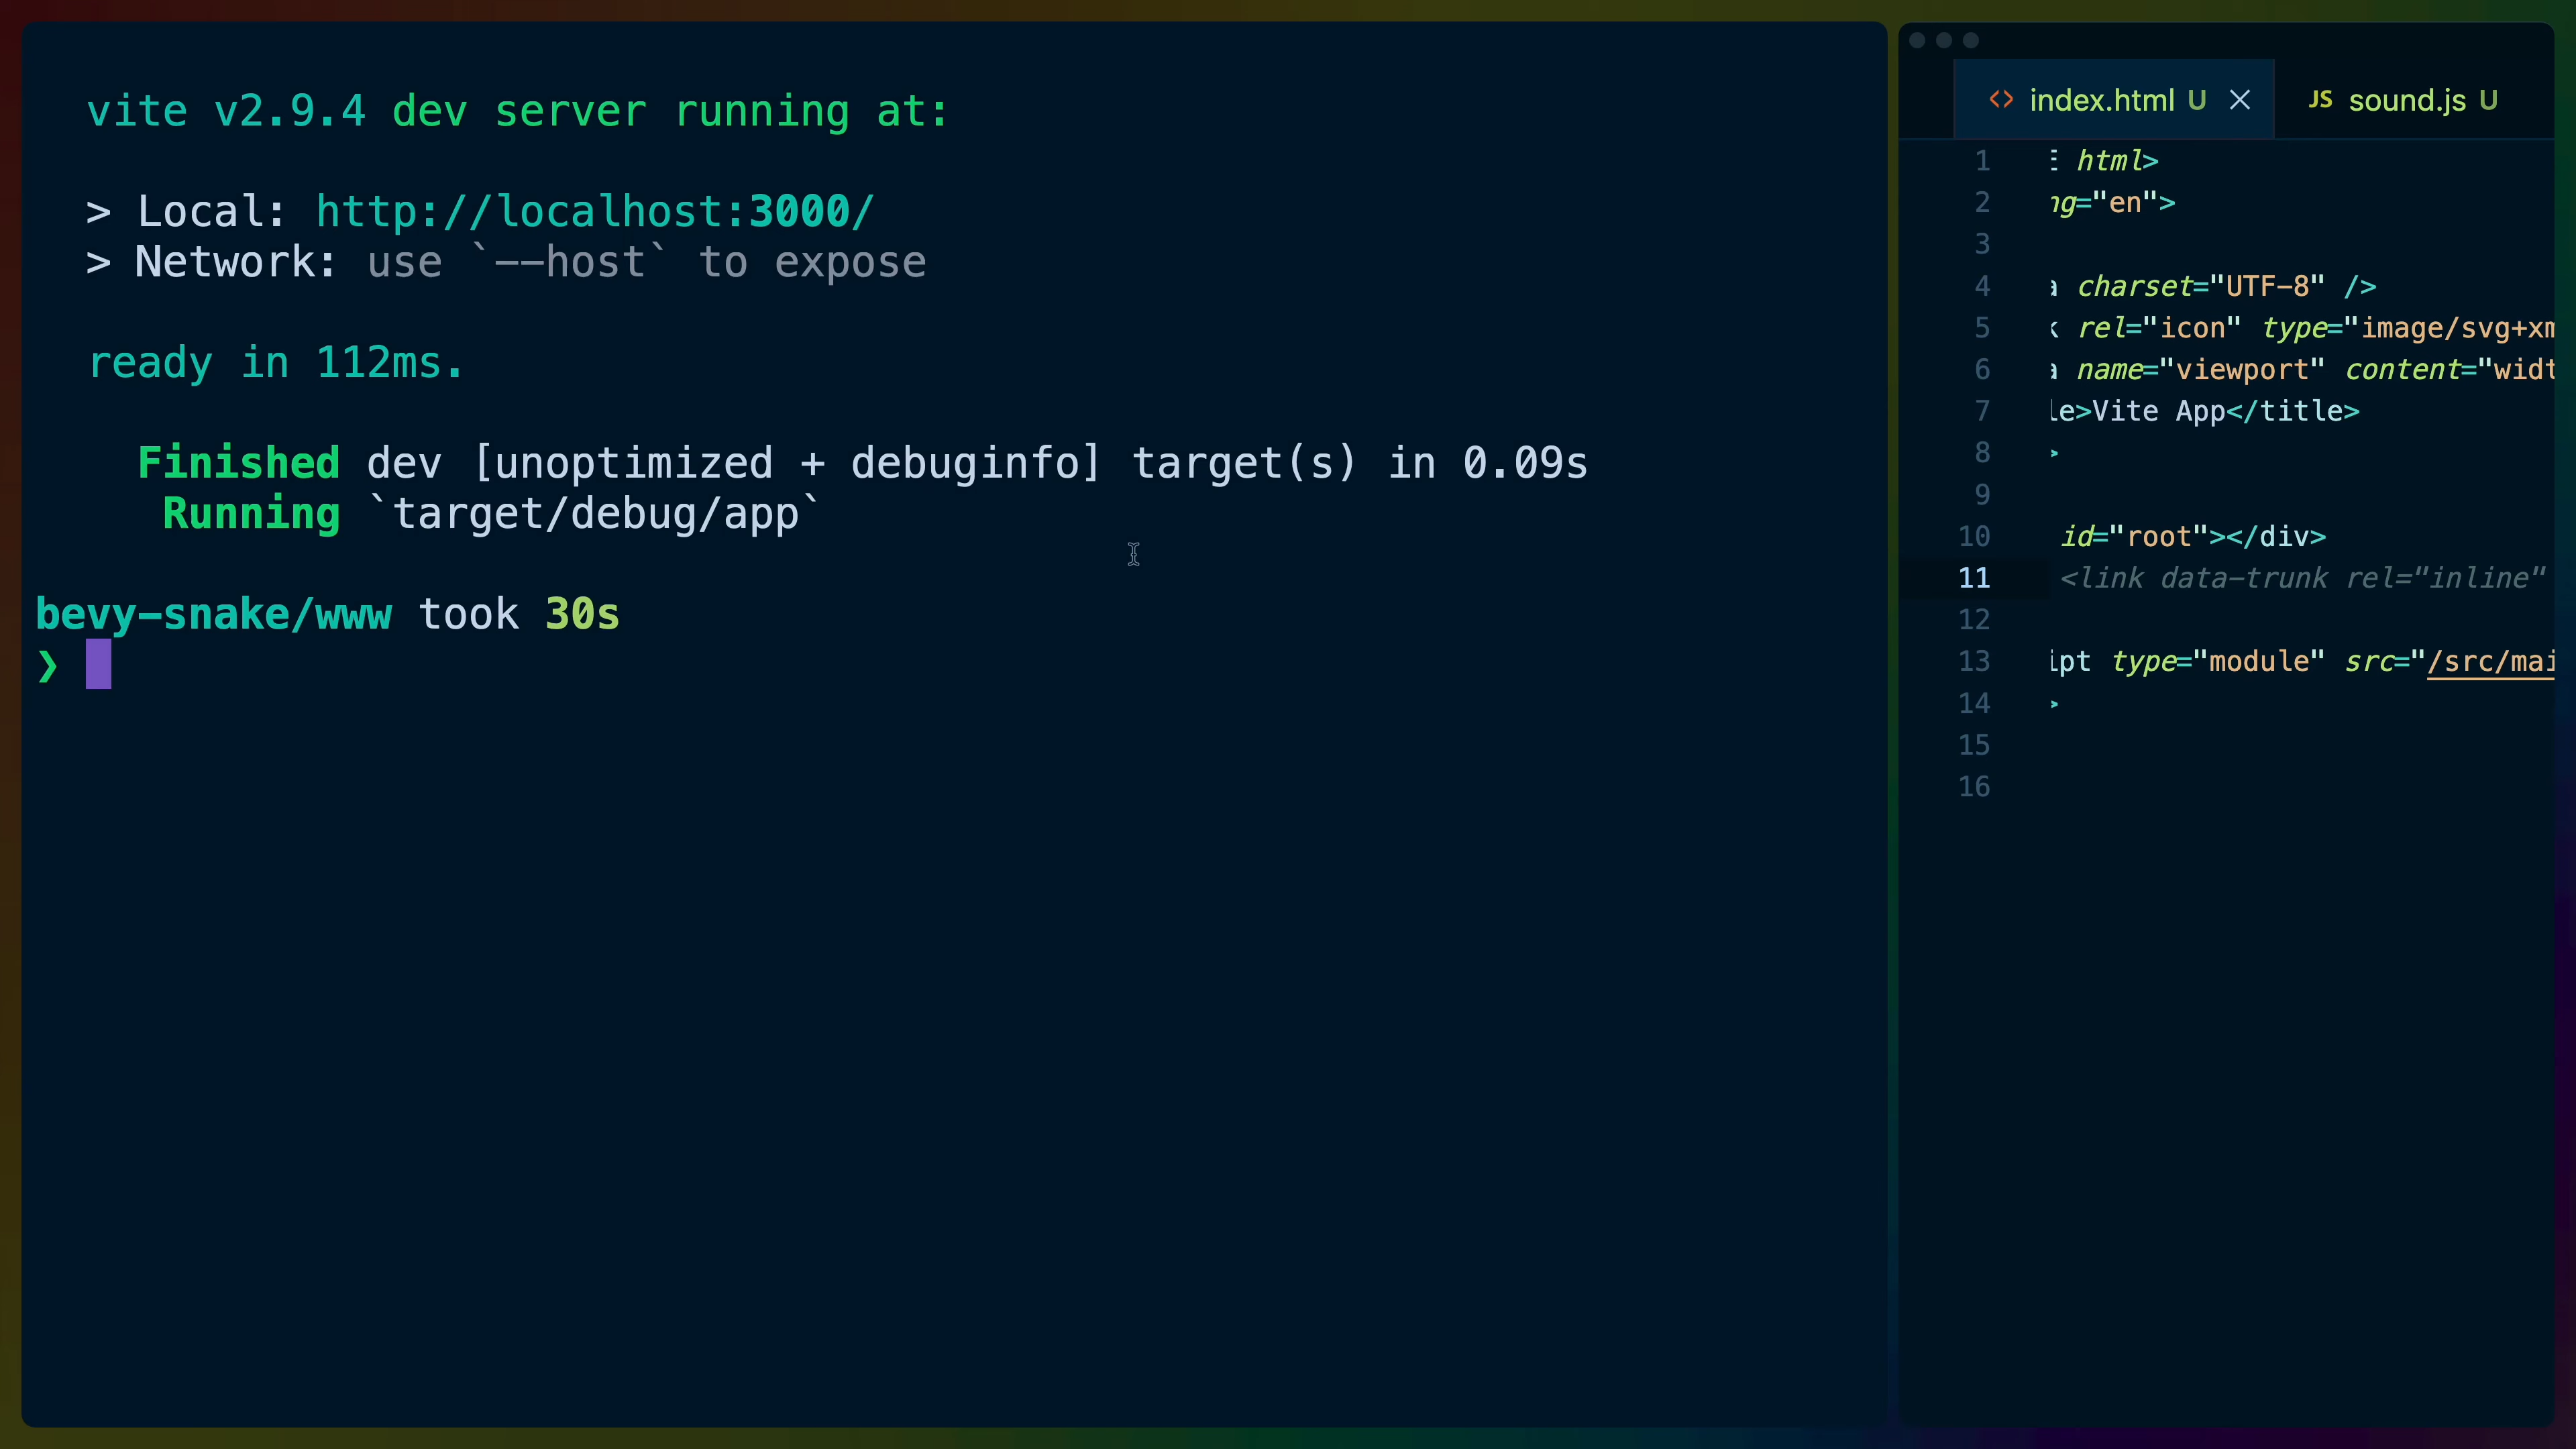 vite v2.9.4 dev server running at:
> Local: http://localhost:3000/
> Network: use `--host` to expose
ready in 112ms.
Finished dev [unoptimized + debuginfo] target(s) in 0.09s
Running `target/debug/app`
bevy-snake/www took 30s
❯
<> index.html U ×
JS sound.js U
1 html>
2 ng="en">
3
4 charset="UTF-8" />
5 rel="icon" type="image/svg+xm
6 name="viewport" content="widt
7 le>Vite App</title>
8 >
9
10 id="root"></div>
11 <link data-trunk rel="inline"
12
13 ipt type="module" src="/src/mai
14 >
15
16